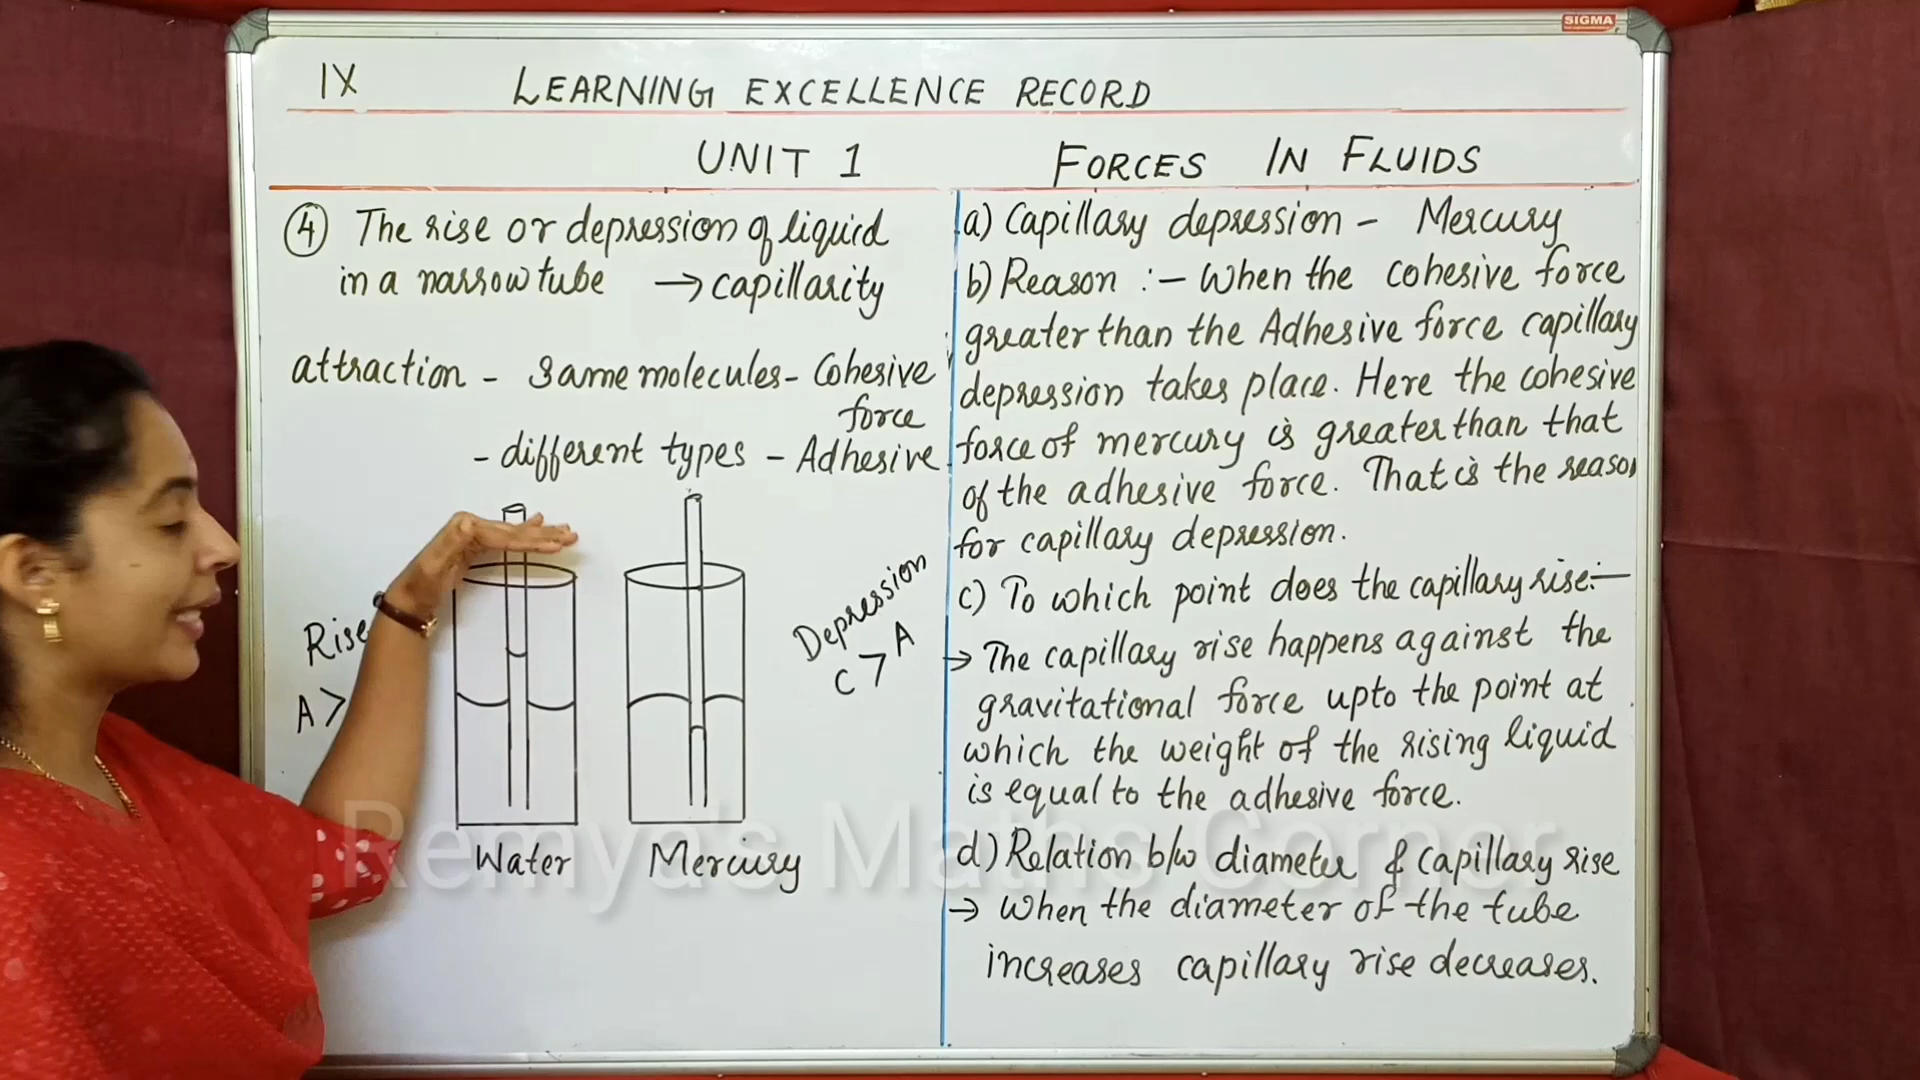 SIGMA
IX LEARNING EXCELLENCE RECORD
UNIT 1 FORCES IN FLUIDS
④ The rise or depression of liquid
in a narrow tube → capillarity
attraction - same molecules - Cohesive
force
- different types - Adhesive
Rise
A >
Water
Mercury
Depression
C > A
a) Capillary depression - Mercury
b) Reason :- When the cohesive force
greater than the Adhesive force capillary
depression takes place. Here the cohesive
force of mercury is greater than that
of the adhesive force. That is the reason
for capillary depression.
c) To which point does the capillary rise:-
→ The capillary rise happens against the
gravitational force upto the point at
which the weight of the rising liquid
is equal to the adhesive force.
d) Relation b/w diameter & capillary rise
→ When the diameter of the tube
increases capillary rise decreases.
Remya's Maths Corner